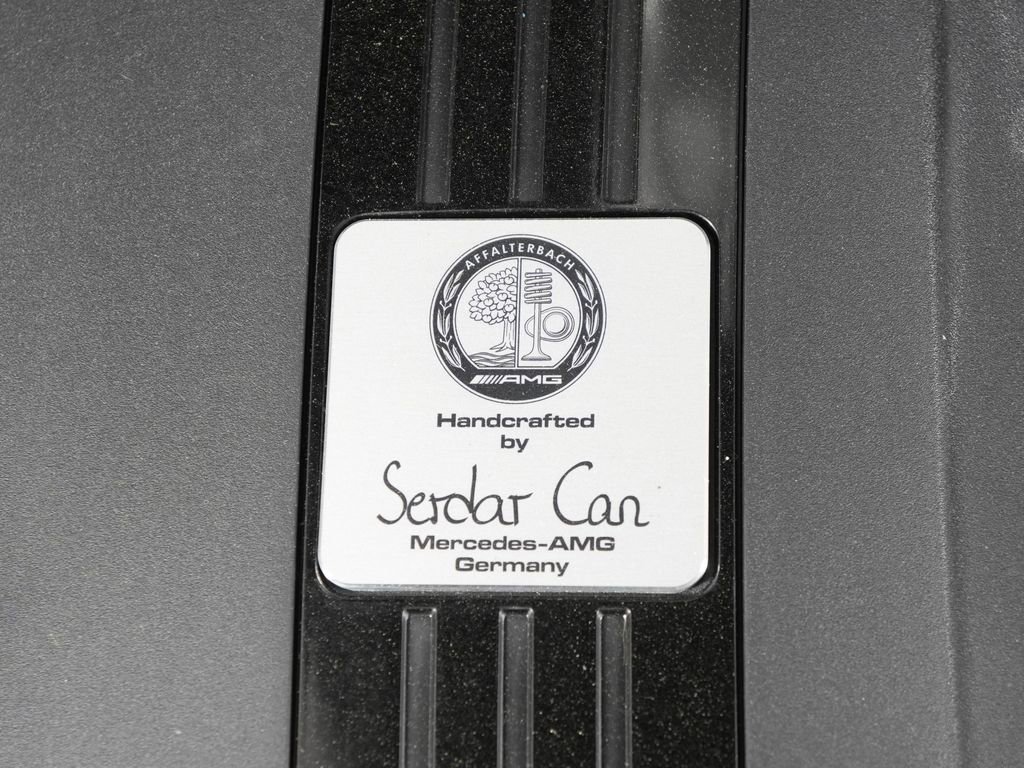 AFFALTERBACH
AMG
Handcrafted
by
Serdar Can
Mercedes-AMG
Germany